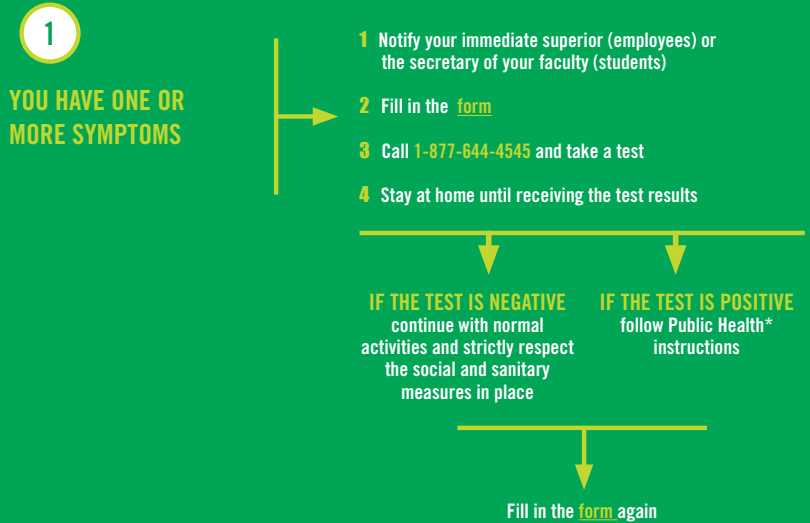 1
YOU HAVE ONE OR
MORE SYMPTOMS
1 Notify your immediate superior (employees) or
the secretary of your faculty (students)
2 Fill in the form
3 Call 1-877-644-4545 and take a test
4 Stay at home until receiving the test results
IF THE TEST IS NEGATIVE
continue with normal
activities and strictly respect
the social and sanitary
measures in place
IF THE TEST IS POSITIVE
follow Public Health*
instructions
Fill in the form again